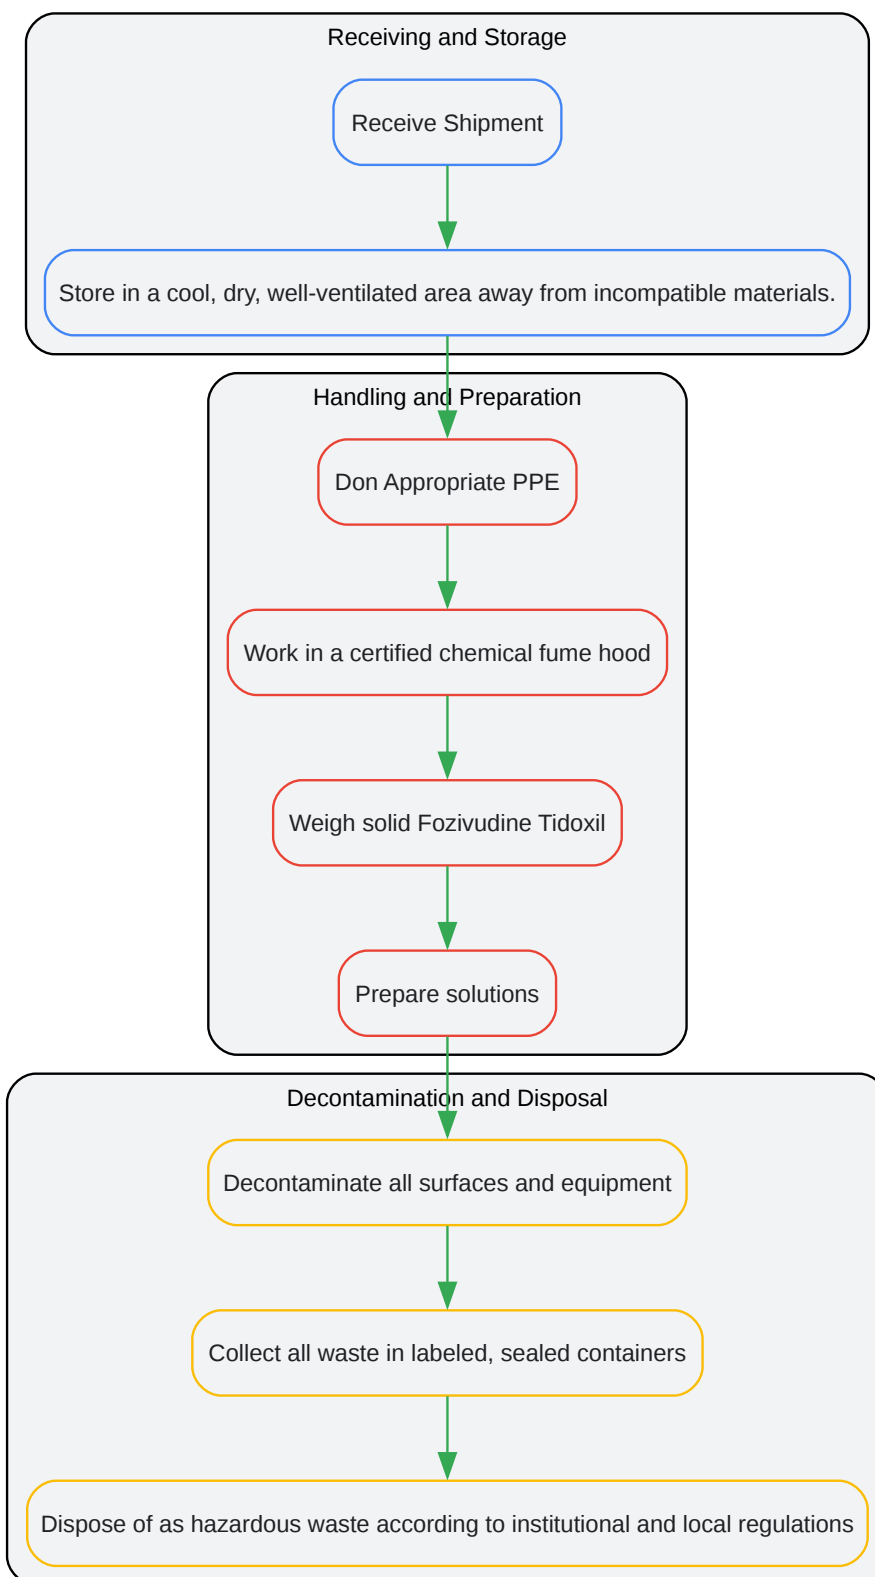 Receiving and Storage
Receive Shipment
Store in a cool, dry, well-ventilated area away from incompatible materials.
Handling and Preparation
Don Appropriate PPE
Work in a certified chemical fume hood
Weigh solid Fozivudine Tidoxil
Prepare solutions
Decontamination and Disposal
Decontaminate all surfaces and equipment
Collect all waste in labeled, sealed containers
Dispose of as hazardous waste according to institutional and local regulations